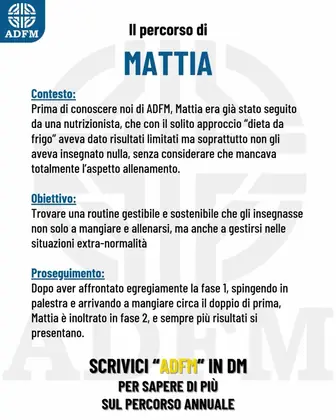 ADFM
Il percorso di
MATTIA
Contesto:
Prima di conoscere noi di ADFM, Mattia era già stato seguito
da una nutrizionista, che con il solito approccio “dieta da
frigo” aveva dato risultati limitati ma soprattutto non gli
aveva insegnato nulla, senza considerare che mancava
totalmente l’aspetto allenamento.
Obiettivo:
Trovare una routine gestibile e sostenibile che gli insegnasse
non solo a mangiare e allenarsi, ma anche a gestirsi nelle
situazioni extra-normalità
Proseguimento:
Dopo aver affrontato egregiamente la fase 1, spingendo in
palestra e arrivando a mangiare circa il doppio di prima,
Mattia è inoltrato in fase 2, e sempre più risultati si
presentano.
ADFM
SCRIVICI “ADFM“ IN DM
PER SAPERE DI PIÙ
SUL PERCORSO ANNUALE